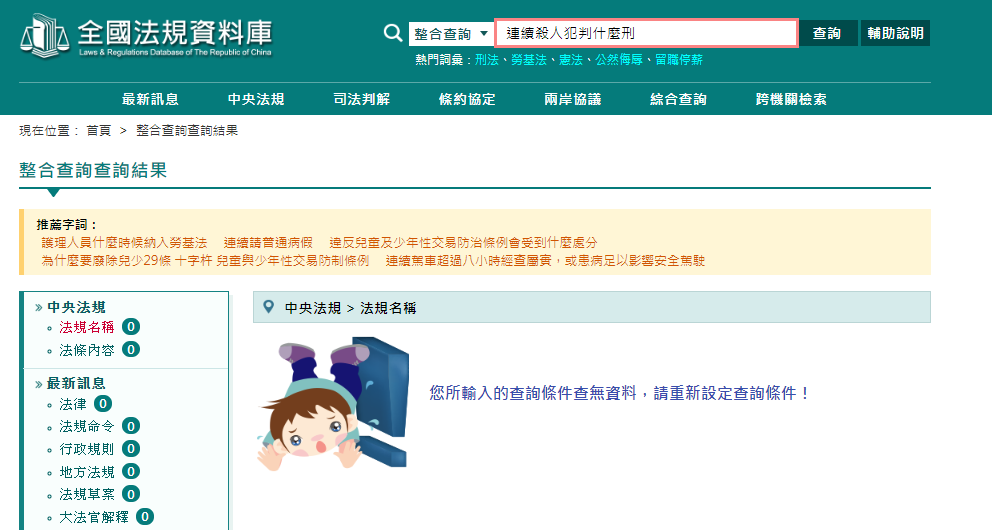 全國法規資料庫
Laws & Regulations Database of The Republic of China
整合查詢
連續殺人犯判什麼刑
查詢
輔助說明
熱門詞彙：刑法、勞基法、憲法、公然侮辱、留職停薪
最新訊息 中央法規 司法判解 條約協定 兩岸協議 綜合查詢 跨機關檢索
現在位置： 首頁 > 整合查詢查詢結果
整合查詢查詢結果
推薦字詞：
護理人員什麼時候納入勞基法 連續請普通病假 違反兒童及少年性交易防治條例會受到什麼處分
為什麼要廢除兒少29條 十字杵 兒童與少年性交易防制條例 連續駕車超過八小時經查屬實，或患病足以影響安全駕駛
中央法規
法規名稱 0
法條內容 0
最新訊息
法律 0
法規命令 0
行政規則 0
地方法規 0
法規草案 0
大法官解釋 0
中央法規 > 法規名稱
您所輸入的查詢條件查無資料，請重新設定查詢條件！